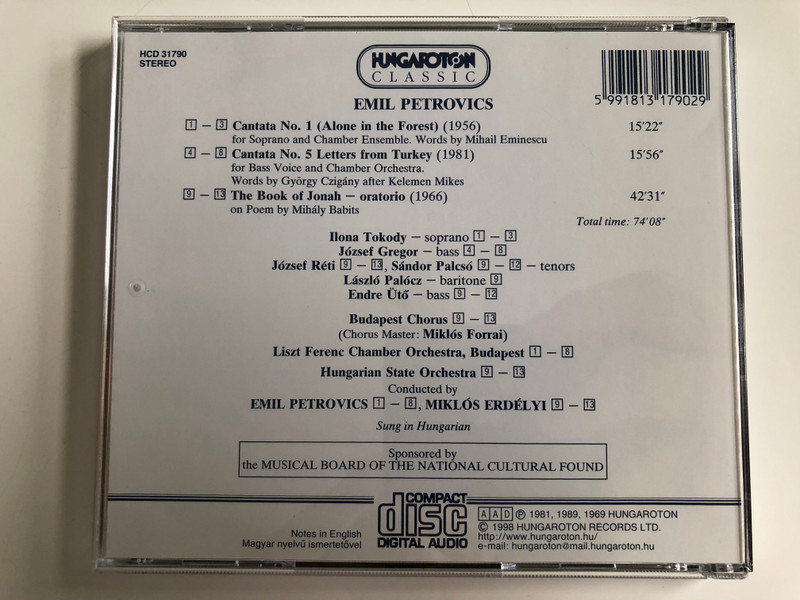 HCD 31790
STEREO
HUNGAROTON
CLASSIC
5 991813 179029
EMIL PETROVICS
1 – 3 Cantata No. 1 (Alone in the Forest) (1956) 15’22”
for Soprano and Chamber Ensemble. Words by Mihail Eminescu
4 – 8 Cantata No. 5 Letters from Turkey (1981) 15’56”
for Bass Voice and Chamber Orchestra.
Words by György Czigány after Kelemen Mikes
9 – 13 The Book of Jonah – oratorio (1966) 42’31”
on Poem by Mihály Babits
Total time: 74’08”
Ilona Tokody – soprano 1 – 3
József Gregor – bass 4 – 8
József Réti 9 – 13, Sándor Palcsó 9 – 12 – tenors
László Palócz – baritone 9
Endre Ütő – bass 9 – 12
Budapest Chorus 9 – 13
(Chorus Master: Miklós Forrai)
Liszt Ferenc Chamber Orchestra, Budapest 1 – 8
Hungarian State Orchestra 9 – 13
Conducted by
EMIL PETROVICS 1 – 8, MIKLÓS ERDÉLYI 9 – 13
Sung in Hungarian
Sponsored by
the MUSICAL BOARD OF THE NATIONAL CULTURAL FOUND
Notes in English
Magyar nyelvű ismertetővel
COMPACT
disc
DIGITAL AUDIO
A A D ℗ 1981, 1989, 1969 HUNGAROTON
© 1998 HUNGAROTON RECORDS LTD.
http://www.hungaroton.hu/
e-mail: hungaroton@mail.hungaroton.hu